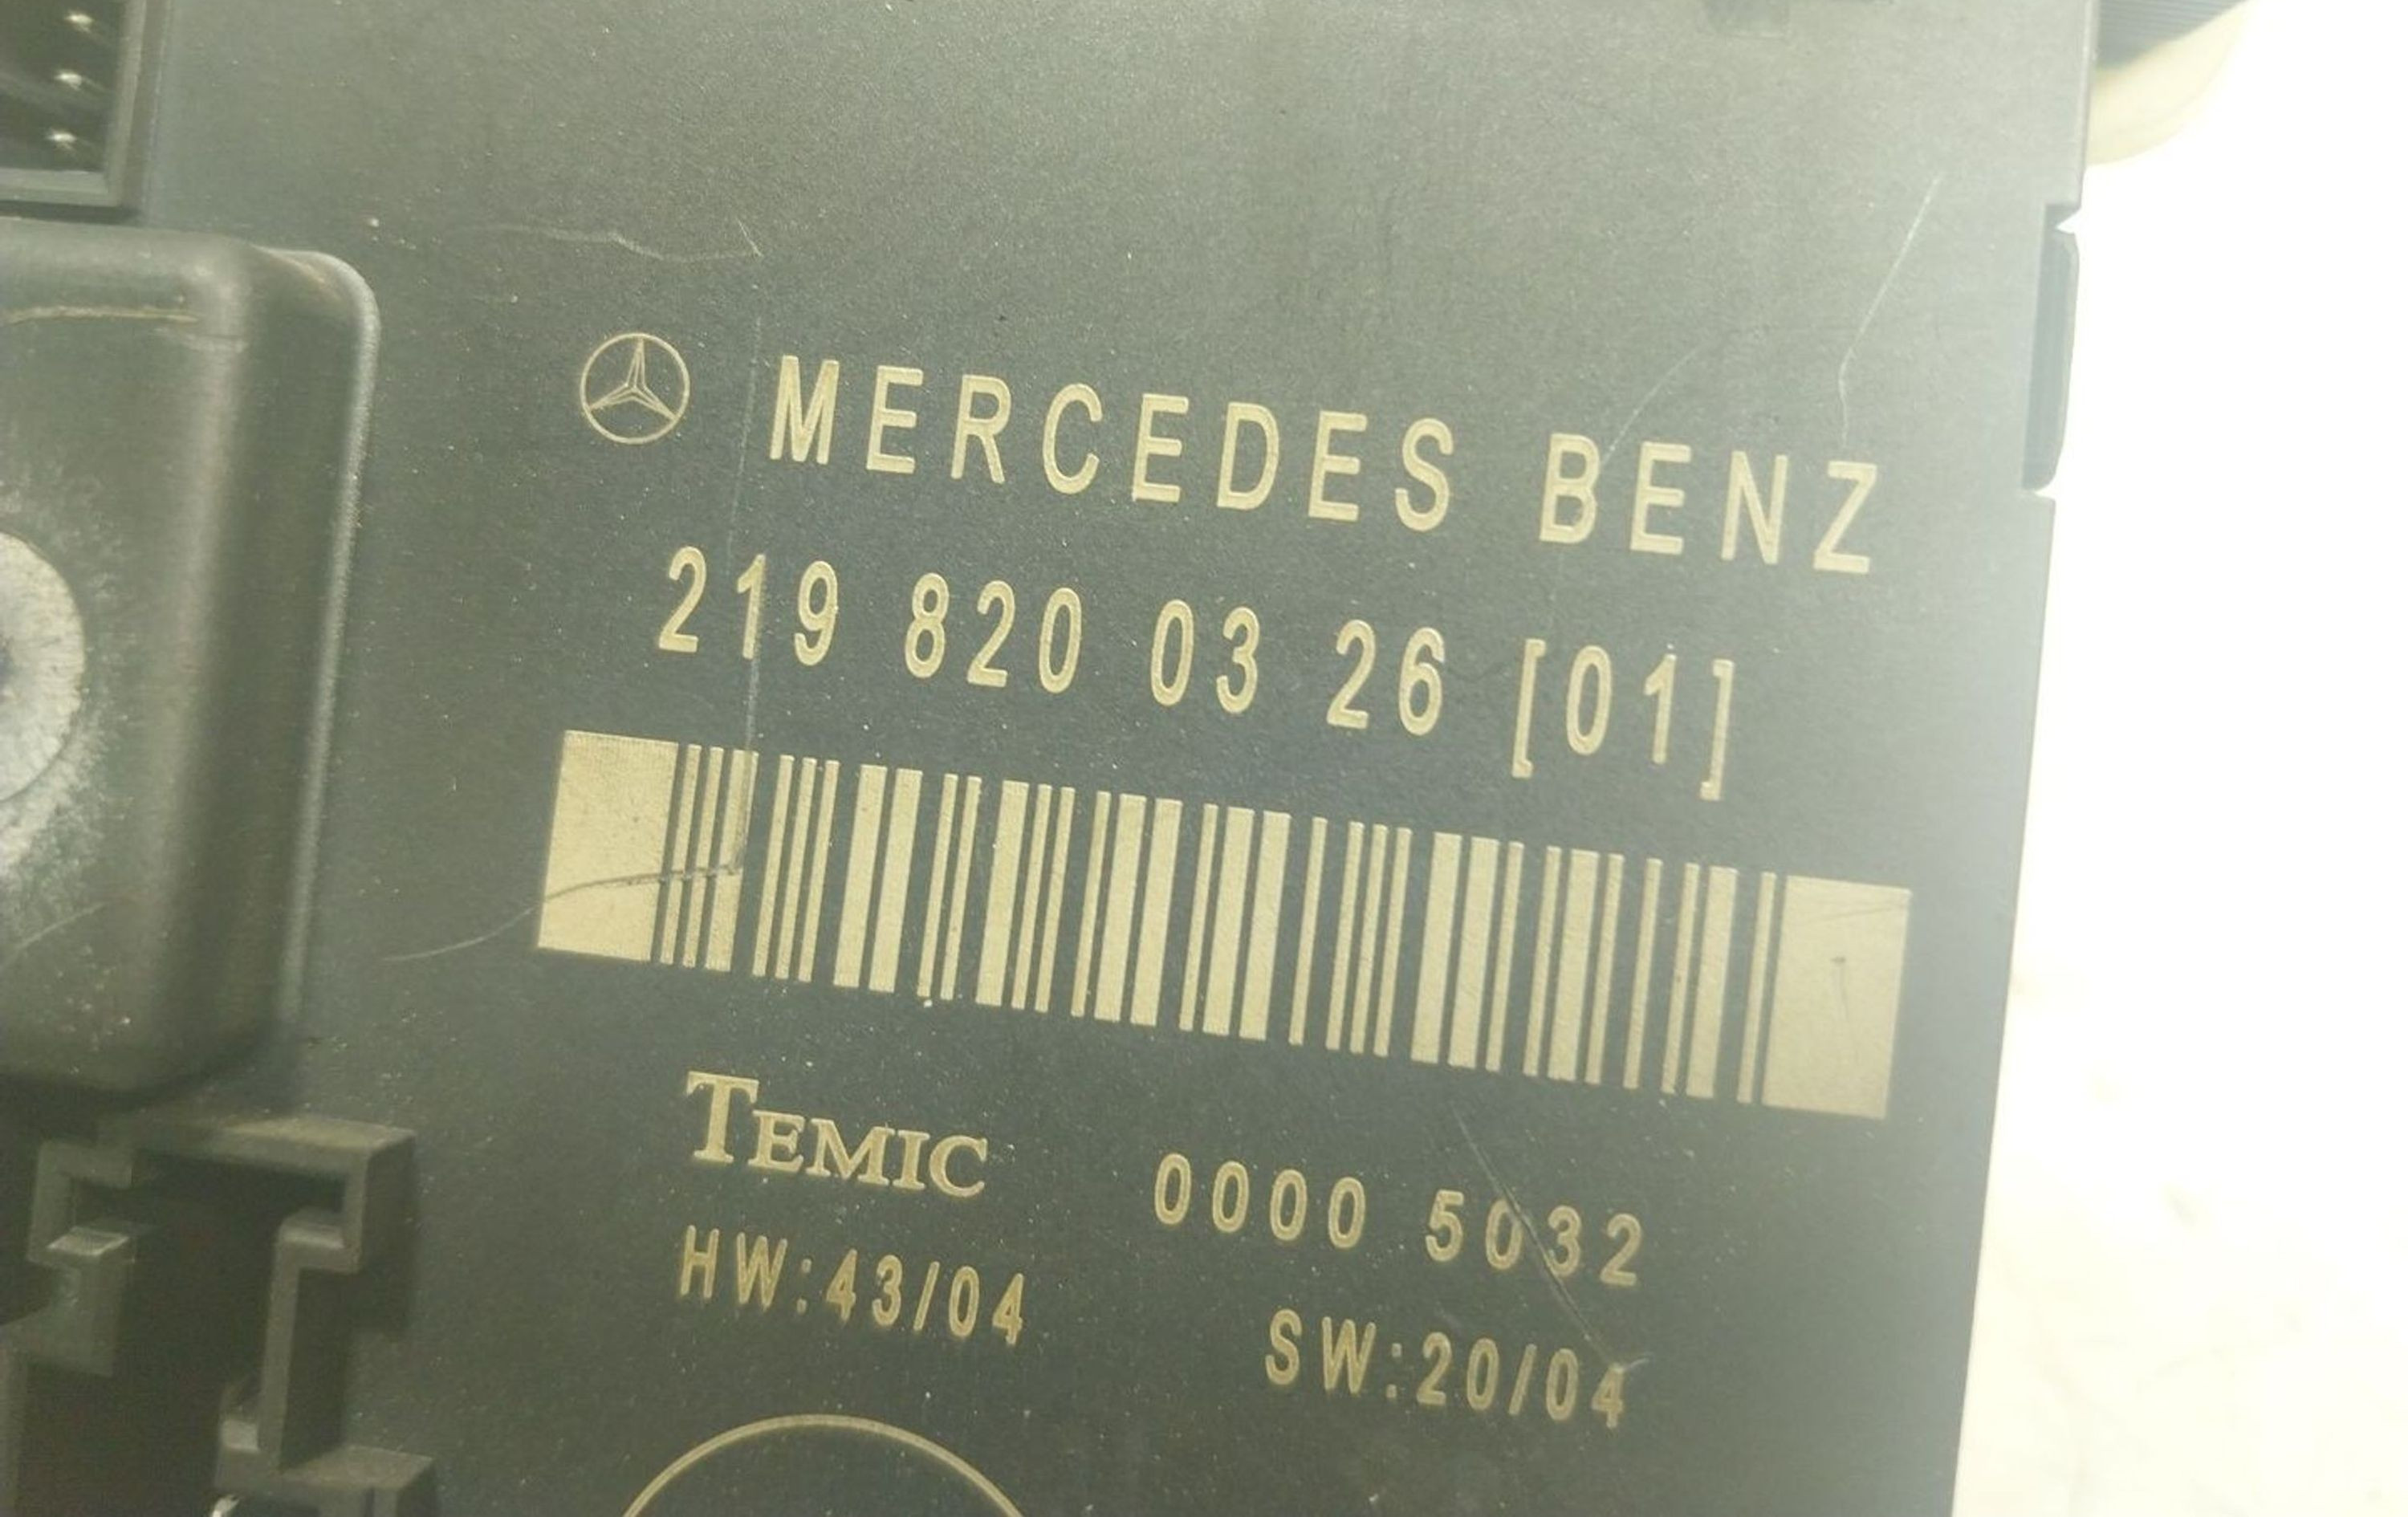 MERCEDES BENZ
219 820 03 26 [01]
TEMIC 0000 5032
HW:43/04 SW:20/04